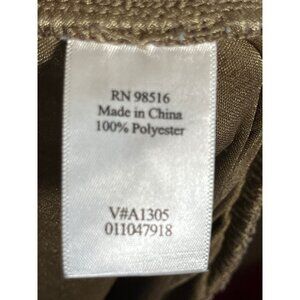 RN 98516
Made in China
100% Polyester
V#A1305
011047918